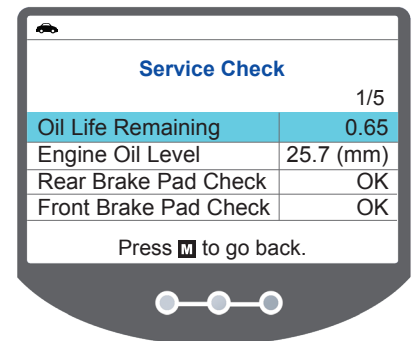 Service Check
1/5
Oil Life Remaining 0.65
Engine Oil Level 25.7 (mm)
Rear Brake Pad Check OK
Front Brake Pad Check OK
Press M to go back.